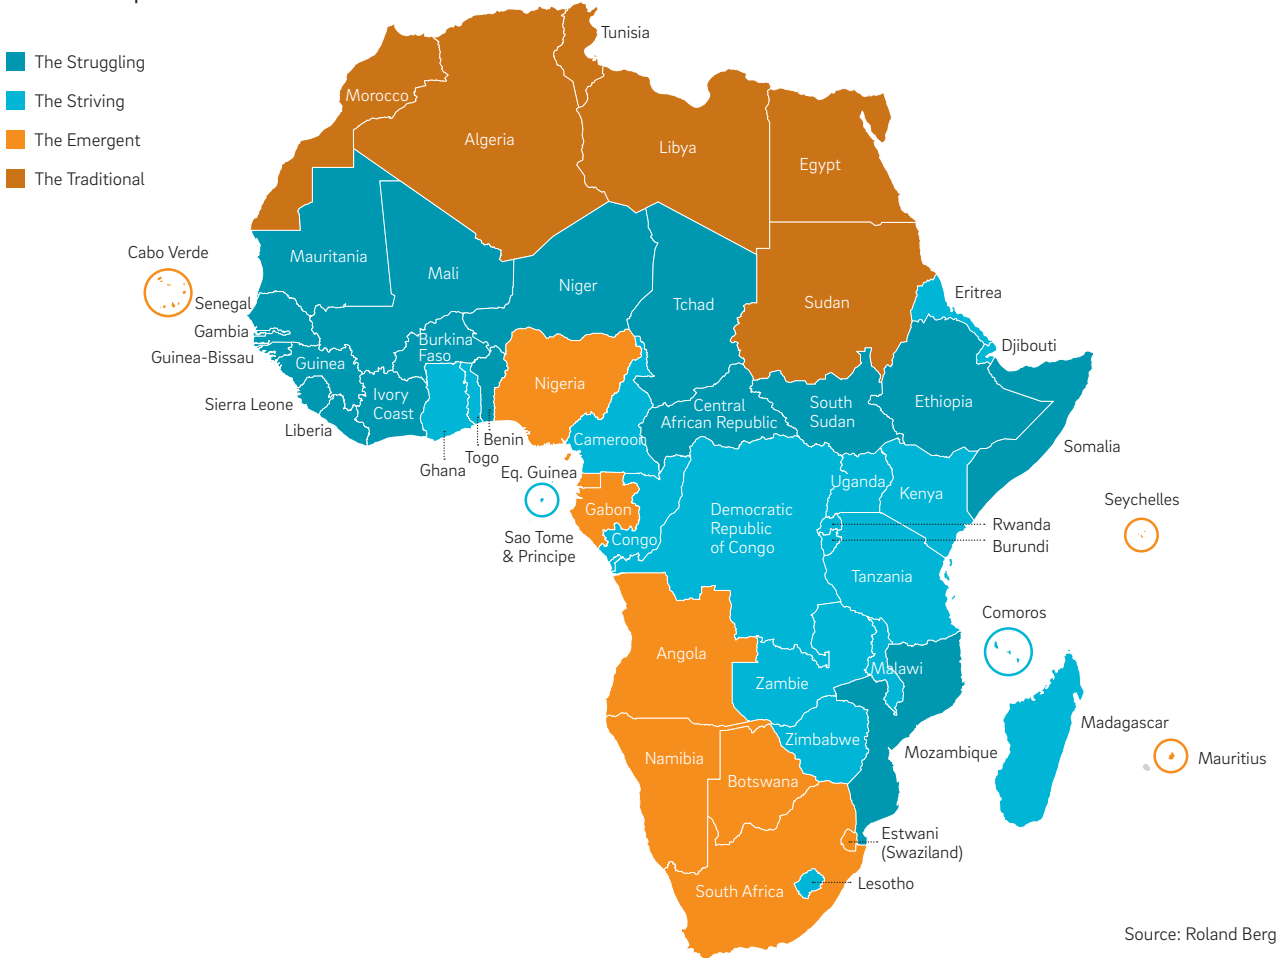 The Struggling
The Striving
The Emergent
The Traditional
Tunisia
Morocco
Algeria
Libya
Egypt
Cabo Verde
Mauritania
Mali
Niger
Tchad
Sudan
Eritrea
Senegal
Gambia
Djibouti
Guinea-Bissau
Guinea
Burkina
Faso
Nigeria
Sierra Leone
Ivory
Coast
Central
African Republic
South
Sudan
Ethiopia
Liberia
Benin
Togo
Ghana
Cameroon
Somalia
Eq. Guinea
Uganda
Kenya
Seychelles
Gabon
Democratic
Republic
of Congo
Rwanda
Sao Tome
& Principe
Congo
Burundi
Tanzania
Comoros
Angola
Malawi
Zambie
Madagascar
Zimbabwe
Mozambique
Mauritius
Namibia
Botswana
Estwani
(Swaziland)
South Africa
Lesotho
Source: Roland Berg